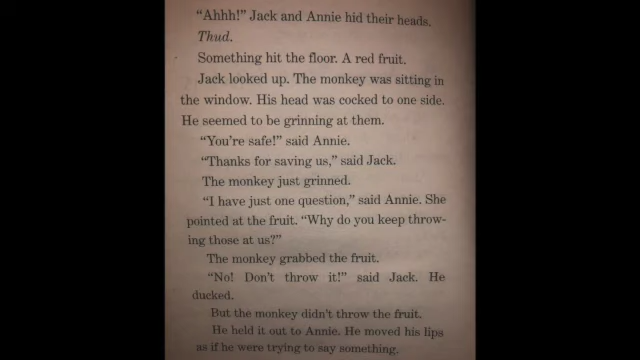 “Ahhh!” Jack and Annie hid their heads.
Thud.
Something hit the floor. A red fruit.
Jack looked up. The monkey was sitting in
the window. His head was cocked to one side.
He seemed to be grinning at them.
“You’re safe!” said Annie.
“Thanks for saving us,” said Jack.
The monkey just grinned.
“I have just one question,” said Annie. She
pointed at the fruit. “Why do you keep throw-
ing those at us?”
The monkey grabbed the fruit.
“No! Don’t throw it!” said Jack. He
ducked.
But the monkey didn’t throw the fruit.
He held it out to Annie. He moved his lips
as if he were trying to say something.